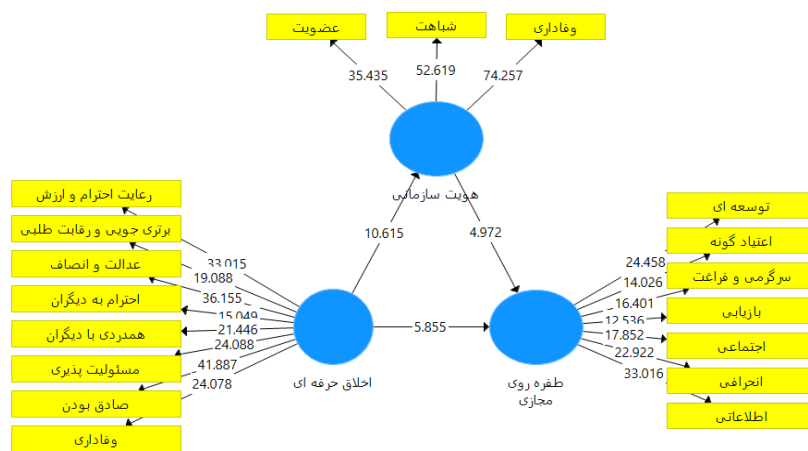 عضویت
شباهت
وفاداری
35.435
52.619
74.257
هویت سازمانی
10.615
4.972
رعایت احترام و ارزش
برتری جویی و رقابت طلبی
عدالت و انصاف
احترام به دیگران
همدردی با دیگران
مسئولیت پذیری
صادق بودن
وفاداری
33.015
19.088
36.155
15.049
21.446
24.088
41.887
24.078
اخلاق حرفه ای
5.855
طفره روی
مجازی
24.458
14.026
16.401
12.536
17.852
22.922
33.016
توسعه ای
اعتیاد گونه
سرگرمی و فراغت
بازیابی
اجتماعی
انحرافی
اطلاعاتی